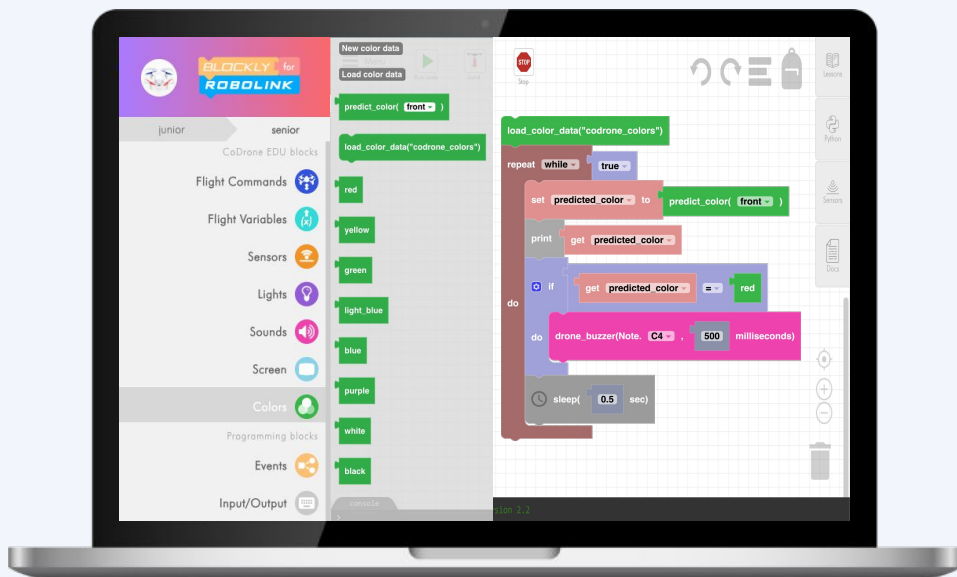 BLOCKLY for
ROBOLINK
junior senior
CoDrone EDU blocks
Flight Commands
Flight Variables
Sensors
Lights
Sounds
Screen
Colors
Programming blocks
Events
Input/Output
New color data
Menu
Load color data
predict_color( front )
load_color_data("codrone_colors")
red
yellow
green
light_blue
blue
purple
white
black
console
STOP
Stop
load_color_data("codrone_colors")
repeat while true
set predicted_color to predict_color( front )
print get predicted_color
if get predicted_color = red
do
do drone_buzzer(Note. C4 , 500 milliseconds)
sleep( 0.5 sec)
sion 2.2
Lessons
Python
Sensors
Docs